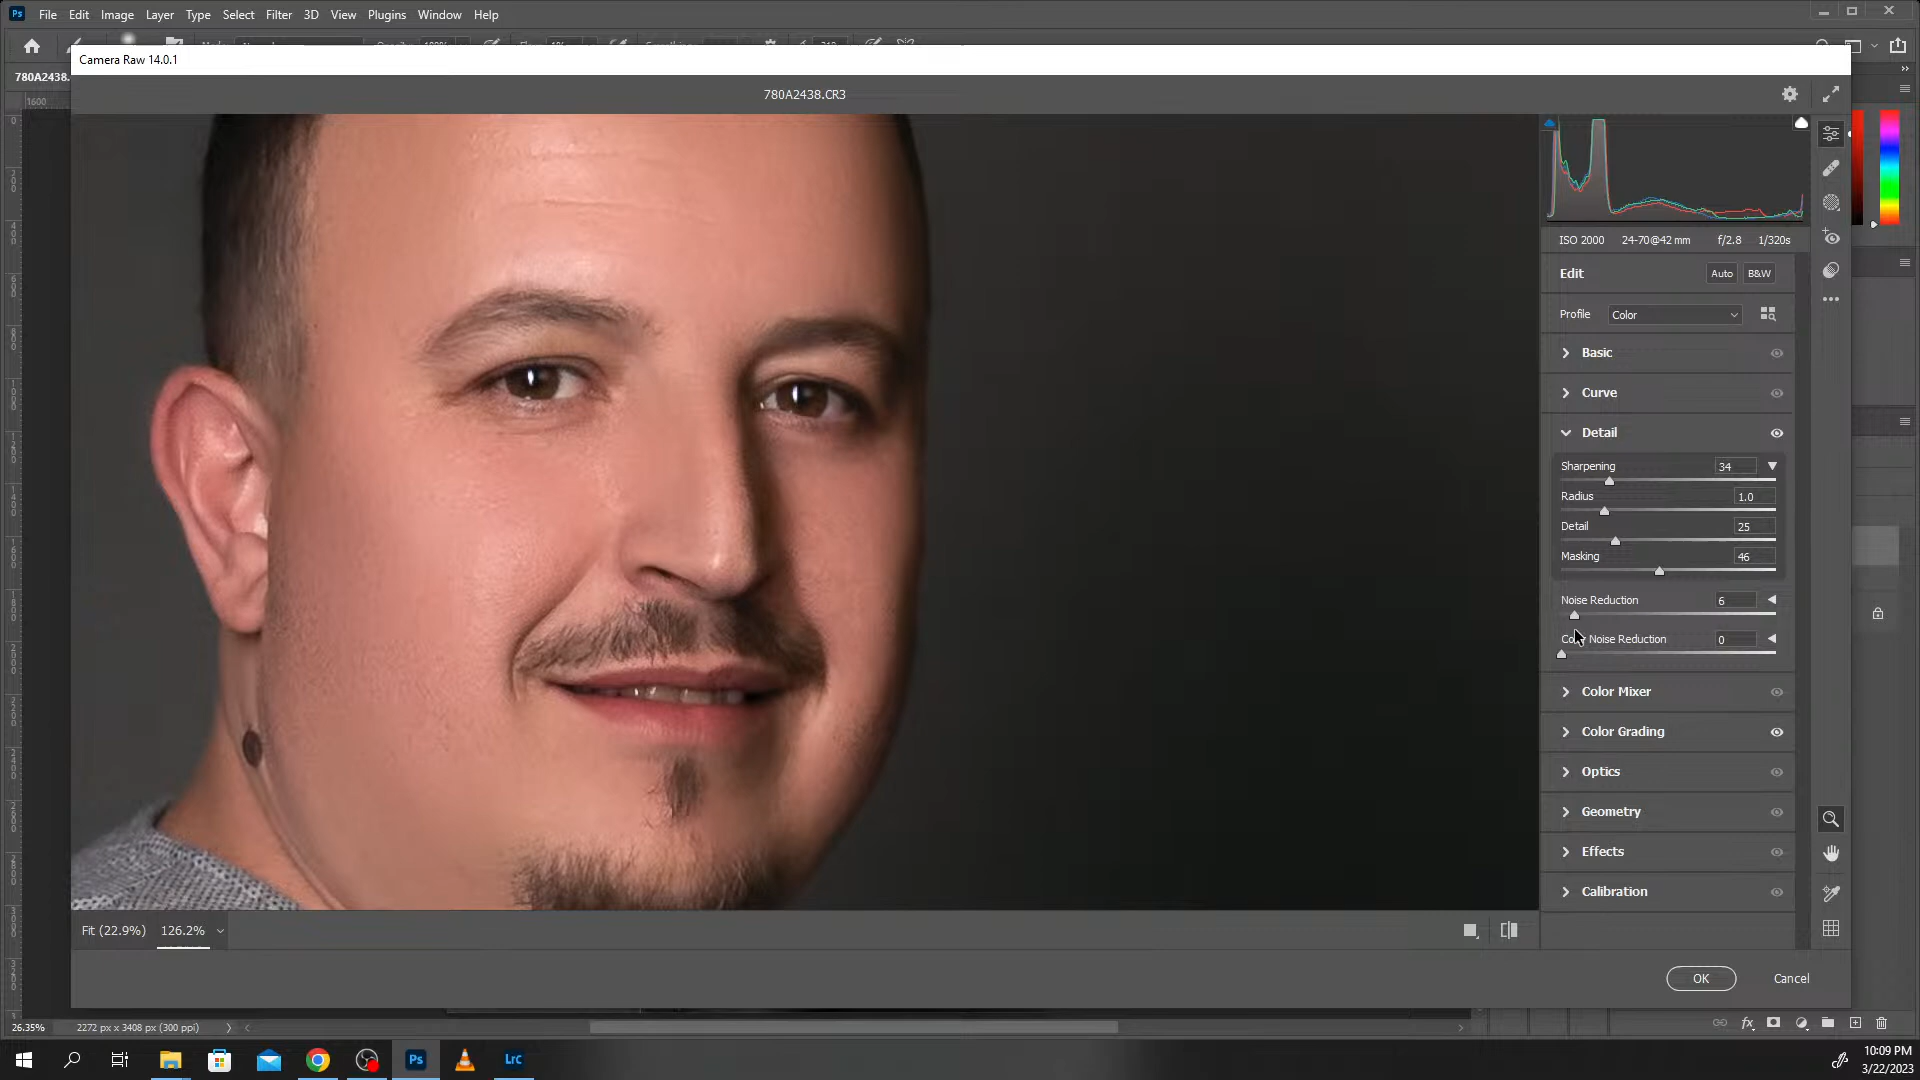 Ps File Edit Image Layer Type Select Filter 3D View Plugins Window Help
Camera Raw 14.0.1
780A2438.
780A2438.CR3
1600
ISO 2000 24-70@42 mm f/2.8 1/320s
Edit Auto B&W
Profile Color
Basic
Curve
Detail
Sharpening 34
Radius 1.0
Detail 25
Masking 46
Noise Reduction 6
Noise Reduction 0
Color Mixer
Color Grading
Optics
Geometry
Effects
Calibration
Fit (22.9%) 126.2%
OK Cancel
26.35% 2272 px x 3408 px (300 ppi)
fx
Ps Lrc
10:09 PM
3/22/2023